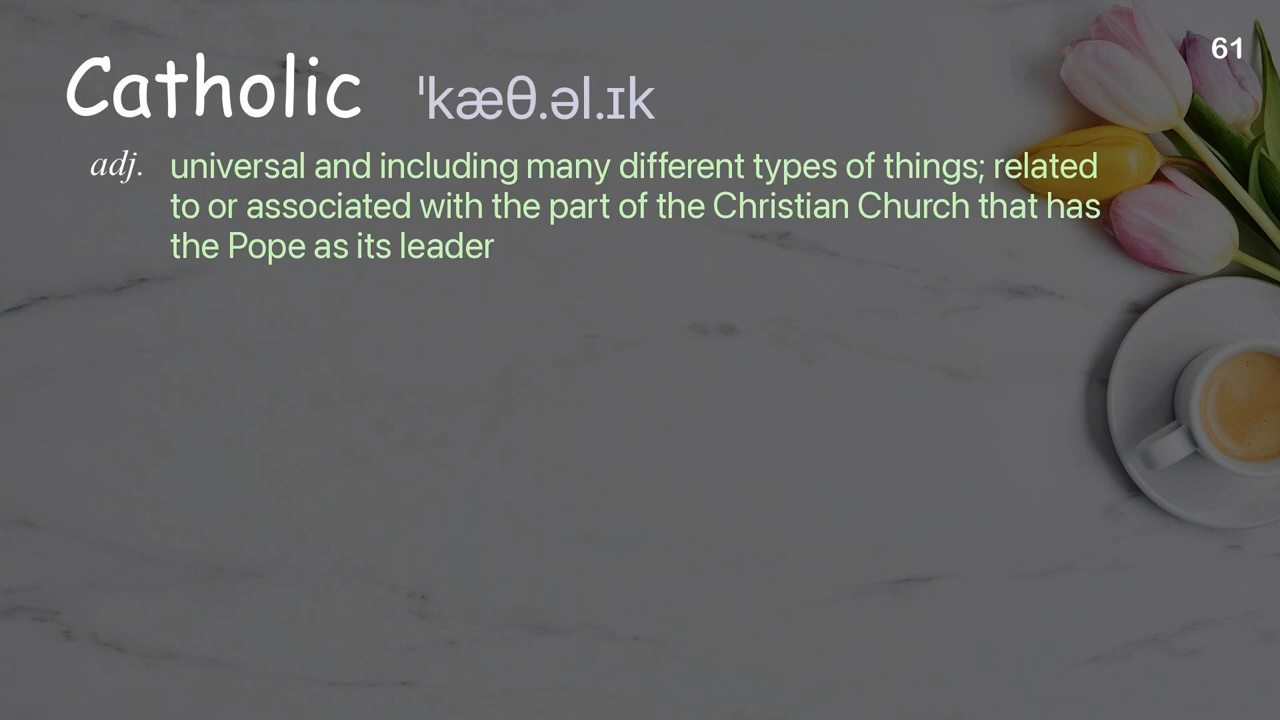 61
Catholic ˈkæθ.əl.ɪk
adj. universal and including many different types of things; related
to or associated with the part of the Christian Church that has
the Pope as its leader